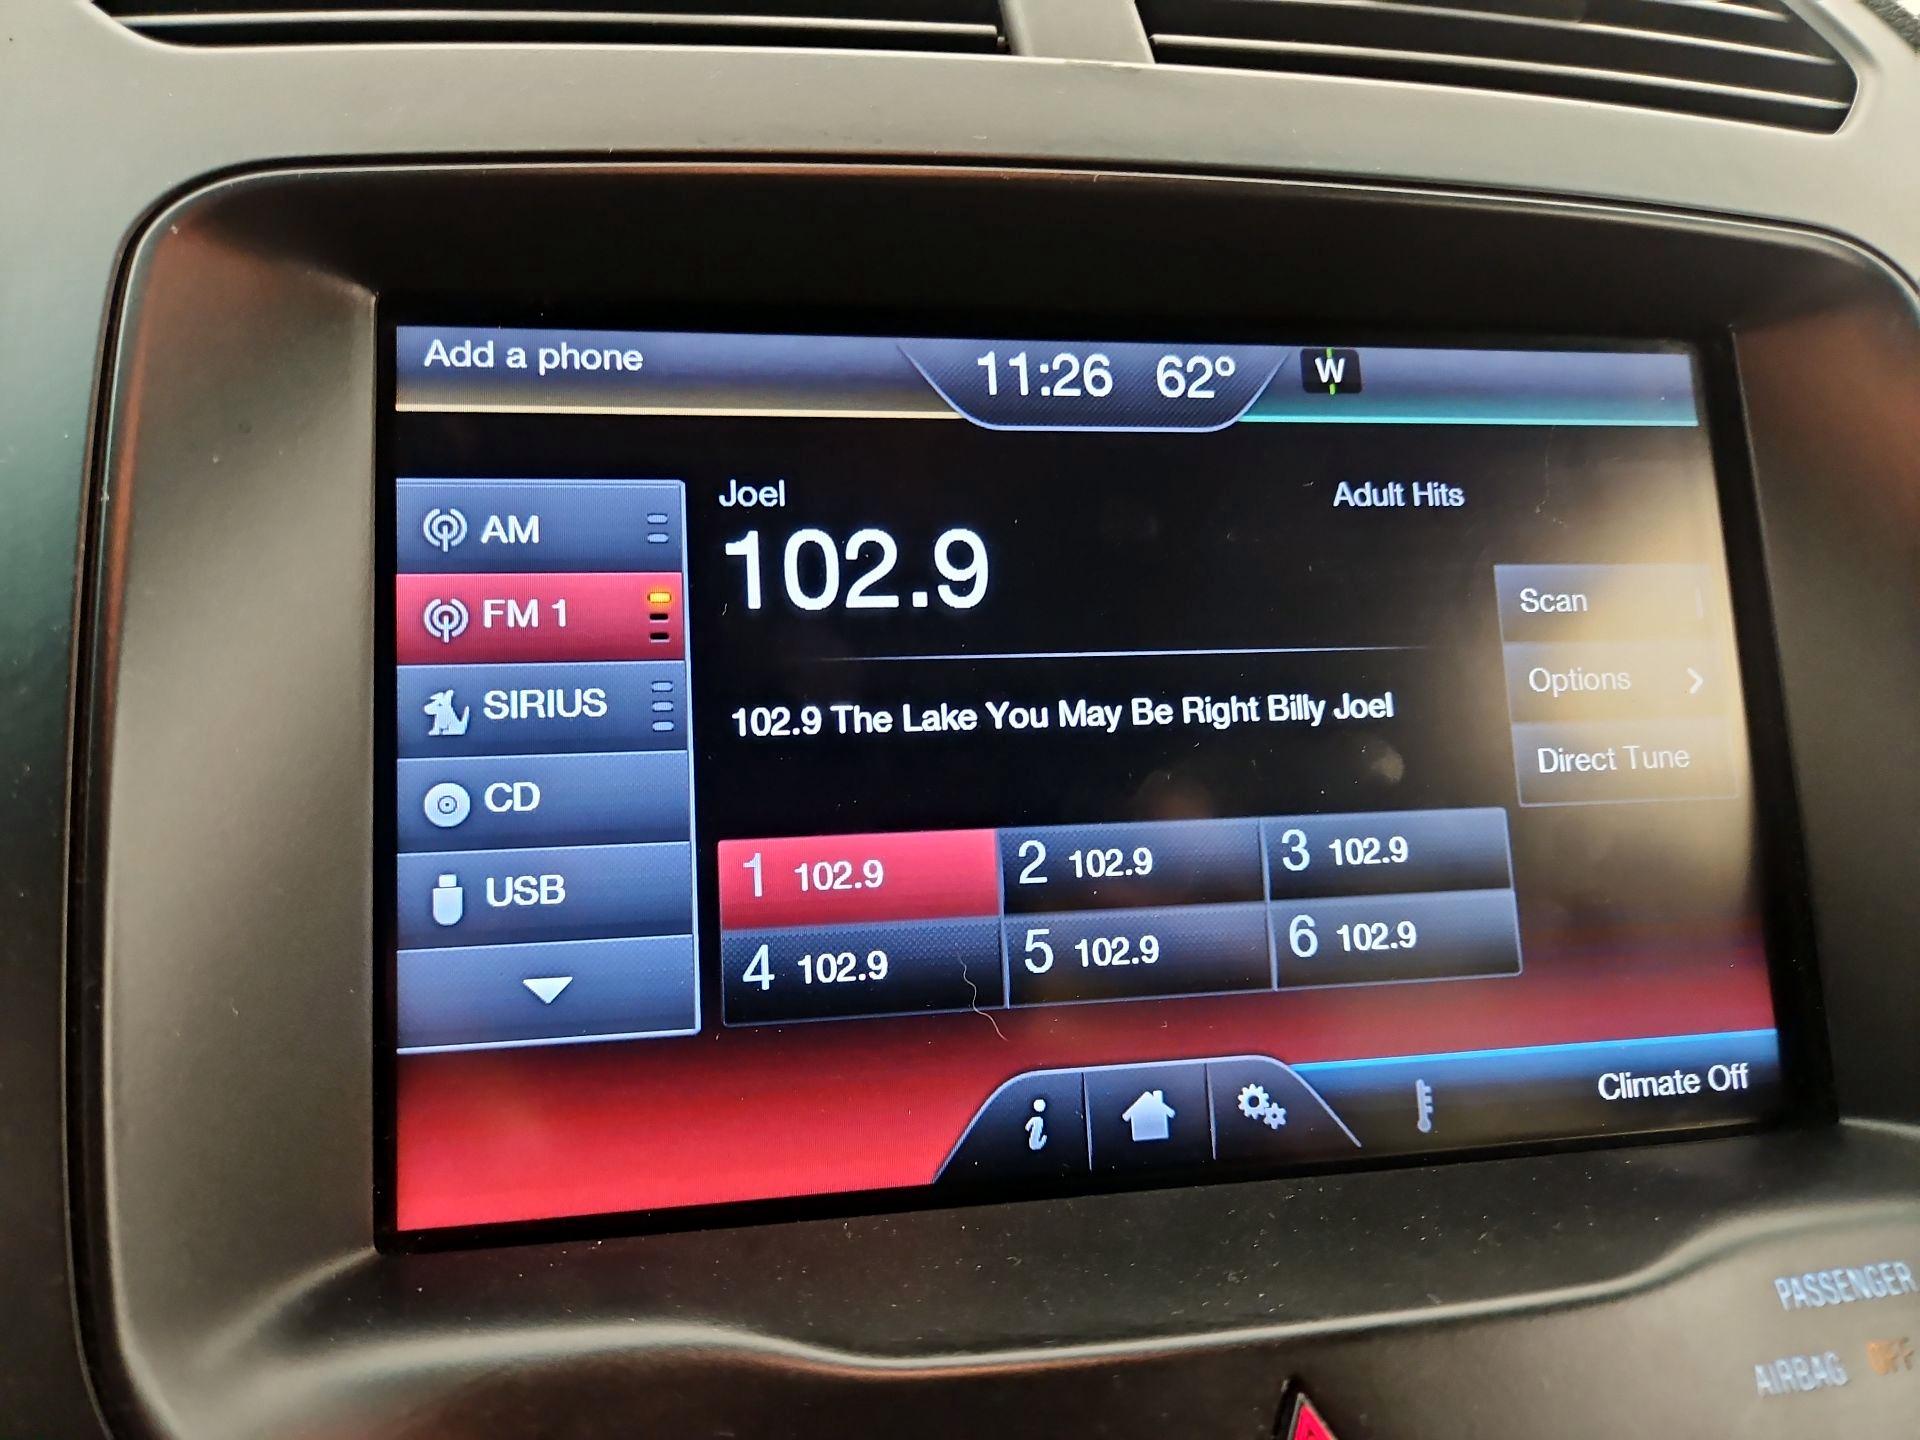 Add a phone
11:26 62° W
AM
FM 1
SIRIUS
CD
USB
Joel
Adult Hits
102.9
102.9 The Lake You May Be Right Billy Joel
Scan
Options >
Direct Tune
1 102.9
2 102.9
3 102.9
4 102.9
5 102.9
6 102.9
i
Climate Off
PASSENGER
AIRBAG OFF